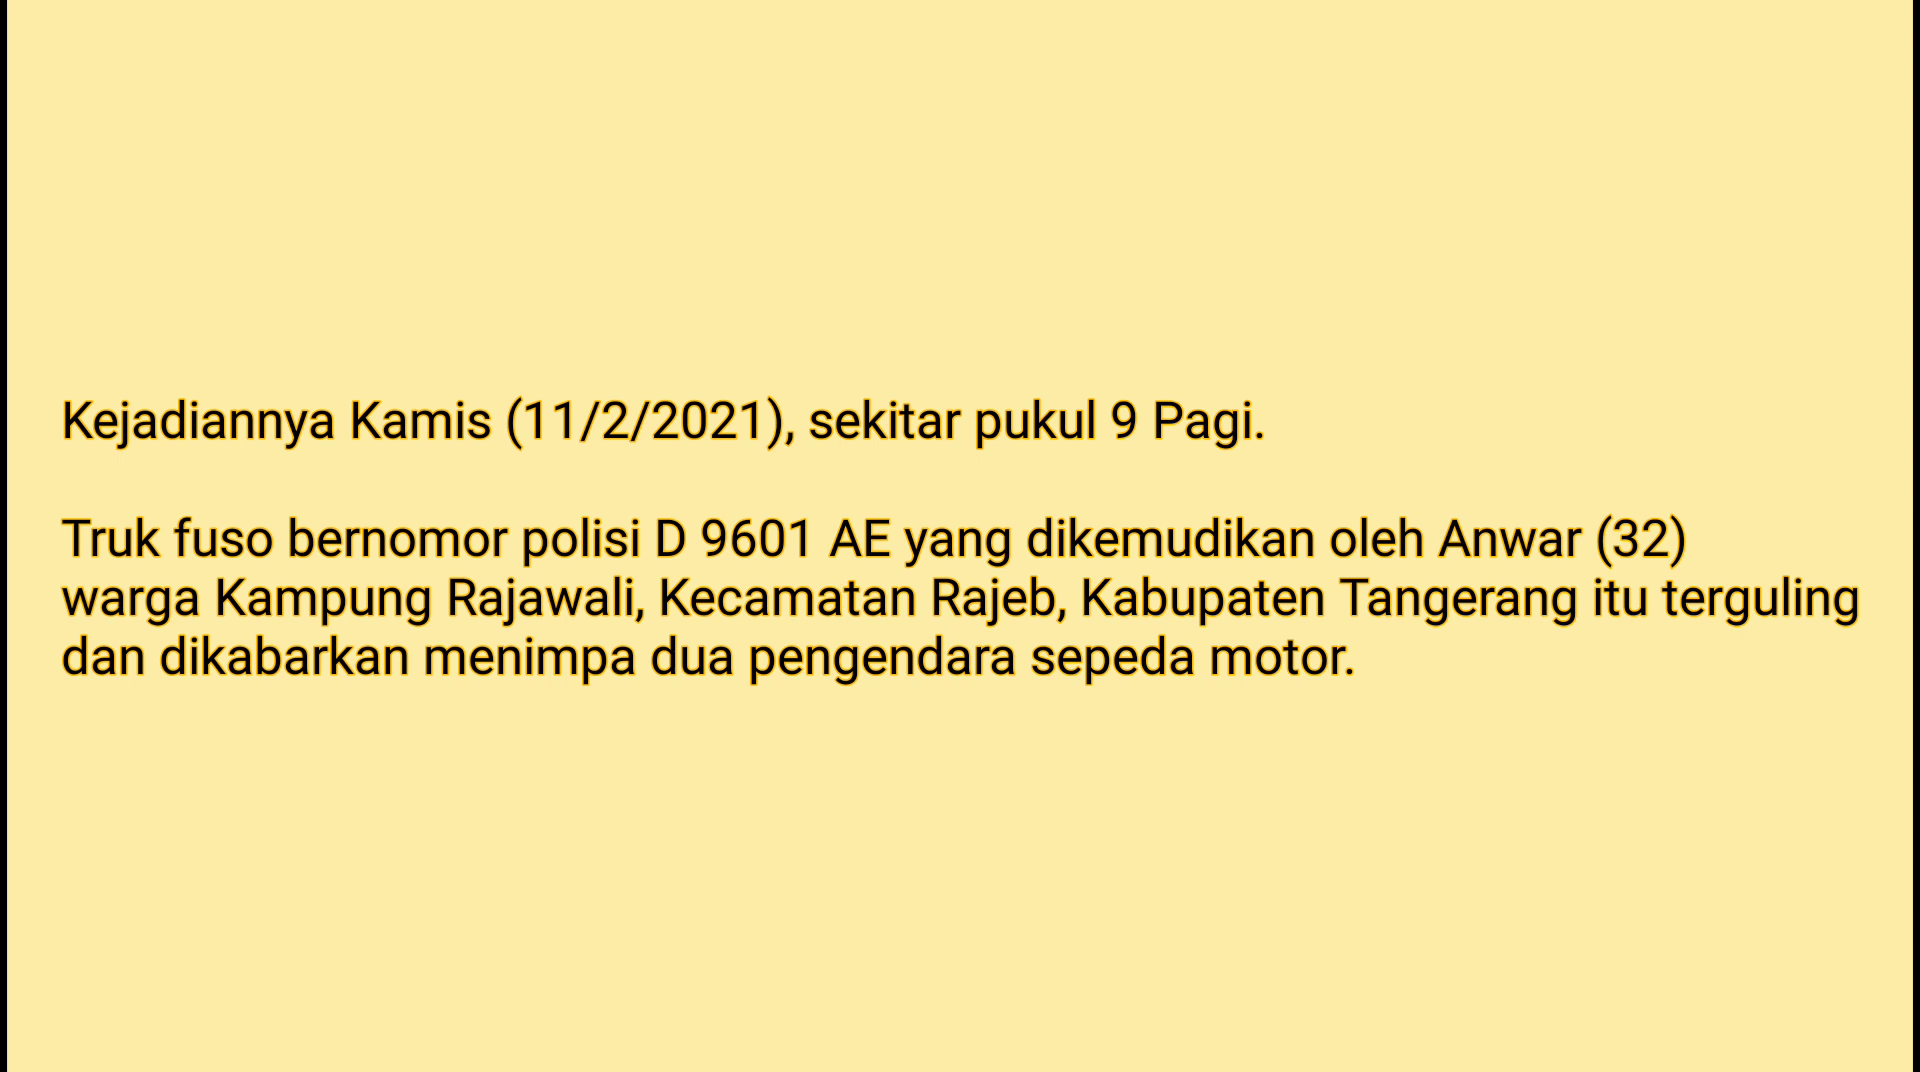 Kejadiannya Kamis (11/2/2021), sekitar pukul 9 Pagi.
Truk fuso bernomor polisi D 9601 AE yang dikemudikan oleh Anwar (32)
warga Kampung Rajawali, Kecamatan Rajeb, Kabupaten Tangerang itu terguling
dan dikabarkan menimpa dua pengendara sepeda motor.